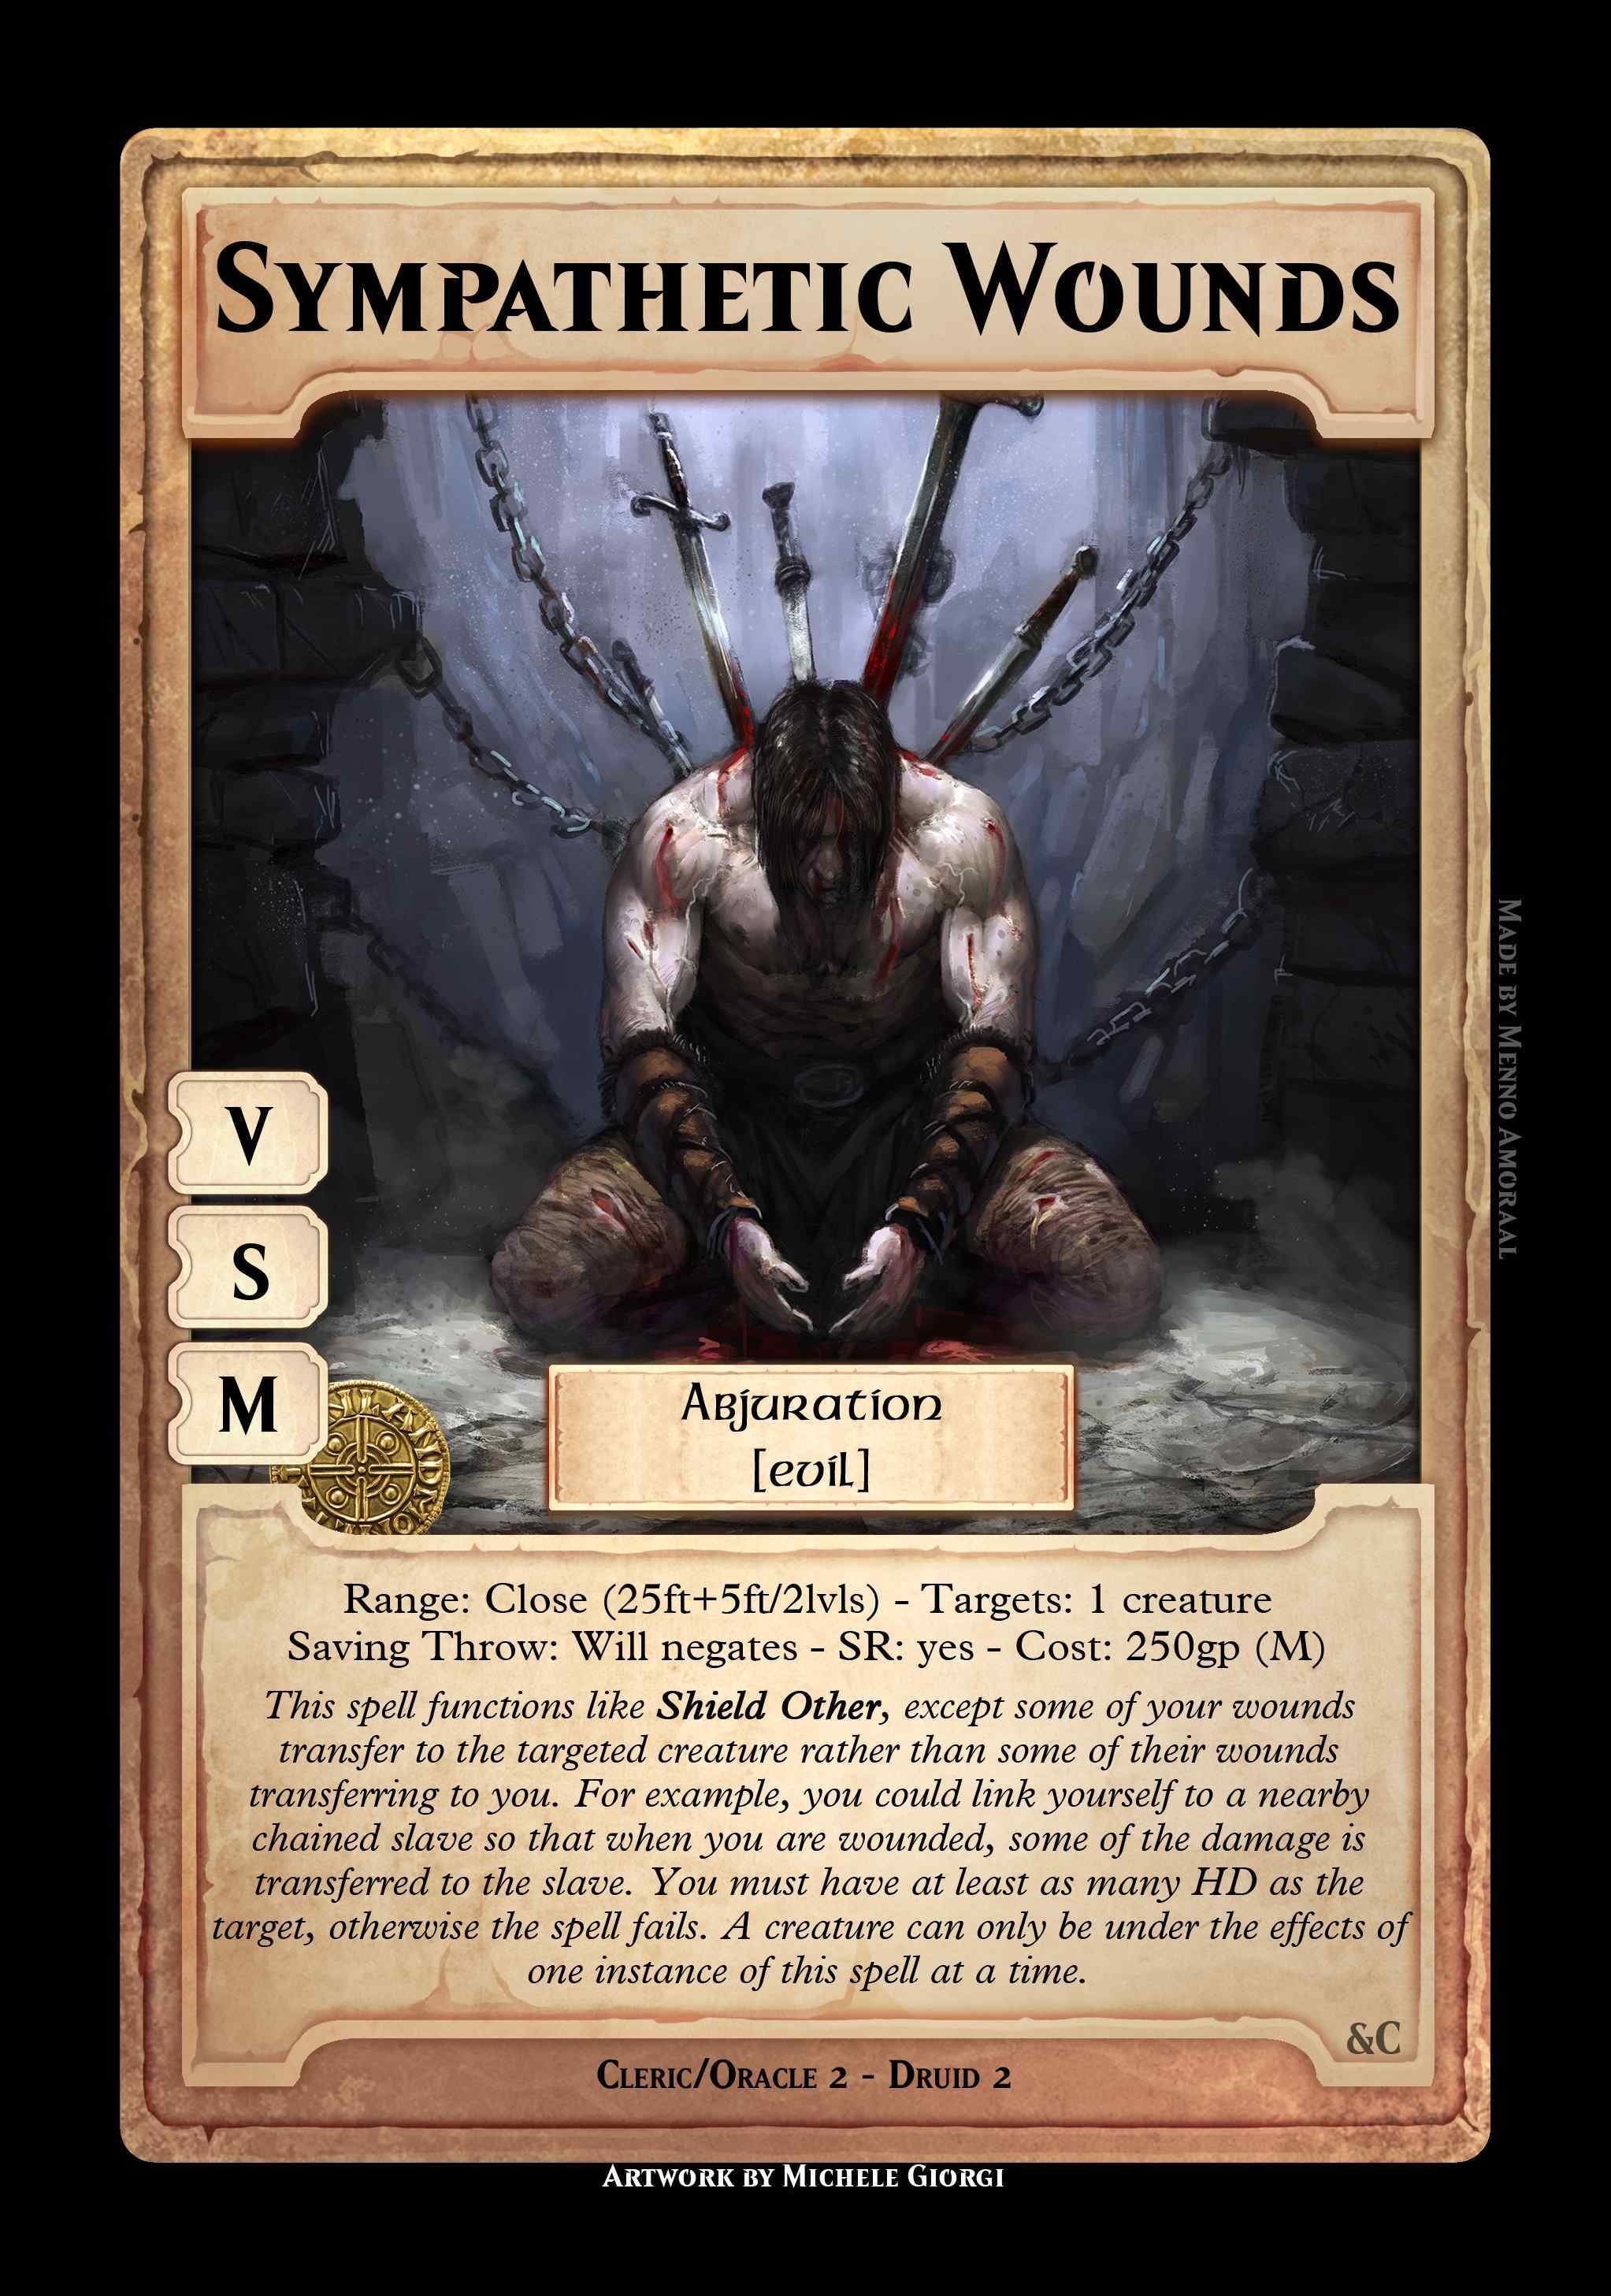 Sympathetic Wounds
V
S
M
Abjuration
[evil]
Range: Close (25ft+5ft/2lvls) - Targets: 1 creature
Saving Throw: Will negates - SR: yes - Cost: 250gp (M)
This spell functions like Shield Other, except some of your wounds
transfer to the targeted creature rather than some of their wounds
transferring to you. For example, you could link yourself to a nearby
chained slave so that when you are wounded, some of the damage is
transferred to the slave. You must have at least as many HD as the
target, otherwise the spell fails. A creature can only be under the effects of
one instance of this spell at a time.
&C
Cleric/Oracle 2 - Druid 2
Artwork by Michele Giorgi
Made by Menno Amoraal